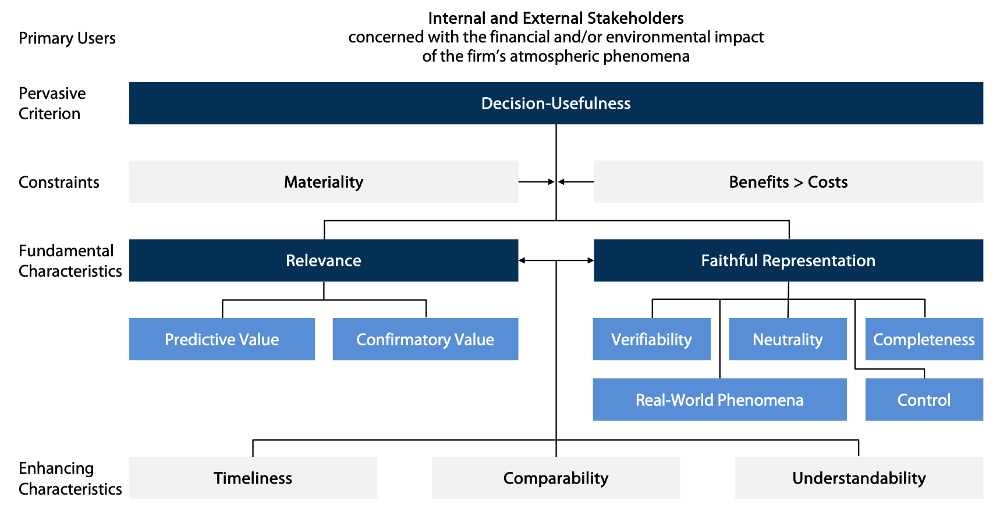 Primary Users
Internal and External Stakeholders
concerned with the financial and/or environmental impact
of the firm's atmospheric phenomena
Pervasive
Criterion
Decision-Usefulness
Constraints
Materiality
Benefits > Costs
Fundamental
Characteristics
Relevance
Faithful Representation
Predictive Value
Confirmatory Value
Verifiability
Neutrality
Completeness
Real-World Phenomena
Control
Enhancing
Characteristics
Timeliness
Comparability
Understandability